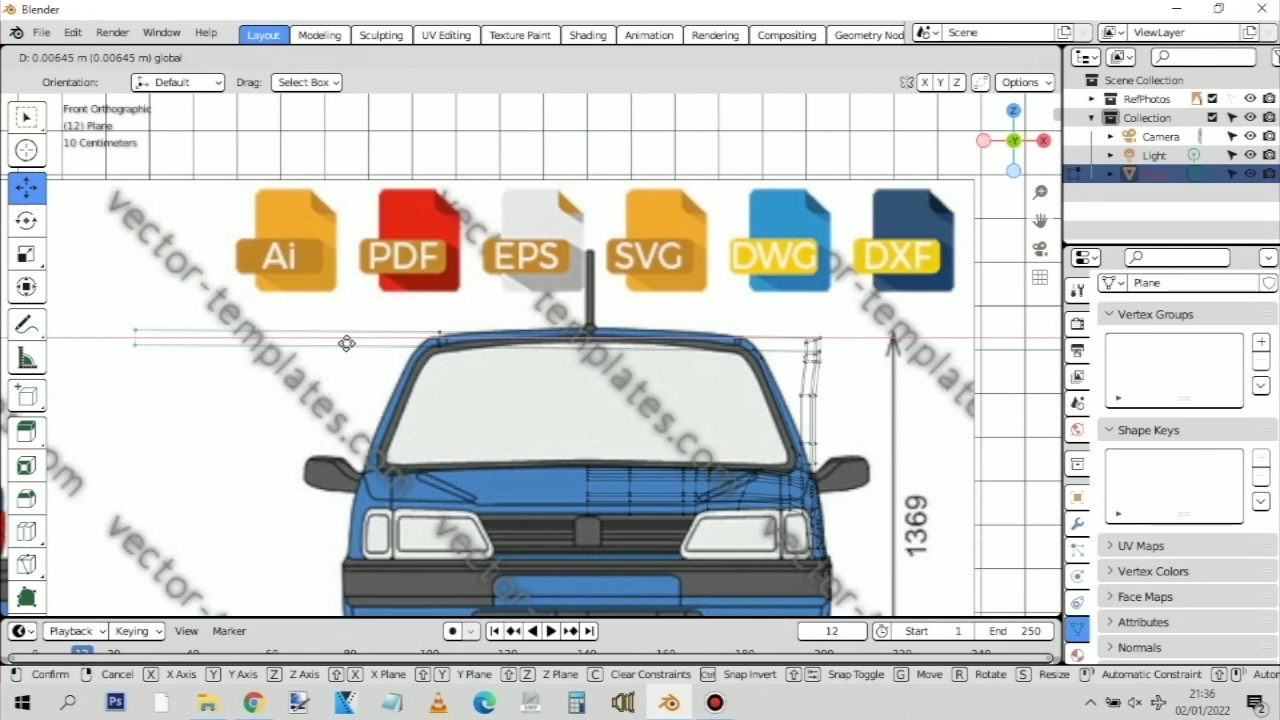 Blender
File Edit Render Window Help
Layout Modeling Sculpting UV Editing Texture Paint Shading Animation Rendering Compositing Geometry Nod
Scene
ViewLayer
D: 0.00645 m (0.00645 m) global
Orientation: Default Drag: Select Box
X Y Z Options
Front Orthographic
(12) Plane
10 Centimeters
Z
-Y X
Scene Collection
RefPhotos
Collection
Camera
Light
Plane
Vertex Groups
Shape Keys
UV Maps
Vertex Colors
Face Maps
Attributes
Normals
Ai PDF EPS SVG DWG DXF
vector-templates.com
1369
Playback Keying View Marker
12 Start 1 End 250
Confirm Cancel X X Axis Y Y Axis Z Z Axis X X Plane Y Y Plane Z Z Plane C Clear Constraints Ctrl Snap Invert Snap Toggle G Move R Rotate S Resize Automatic Constraint
Ps
21:36
02/01/2022
2